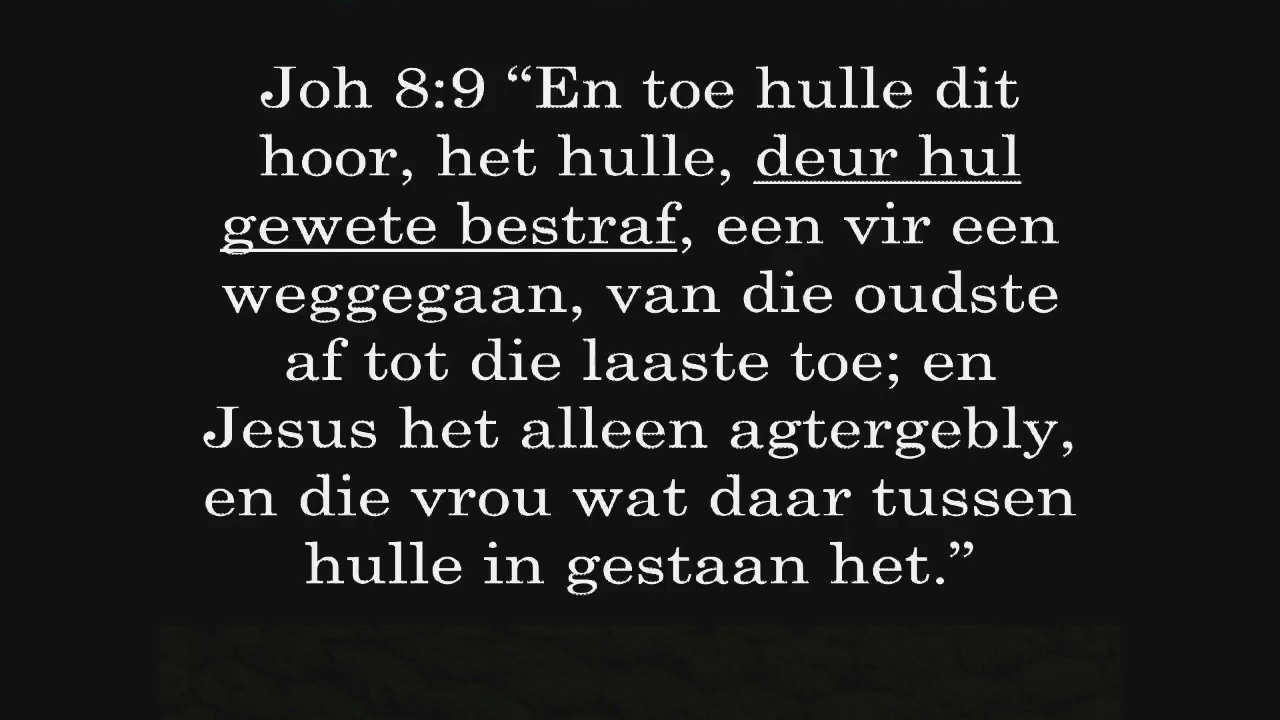 Joh 8:9 “En toe hulle dit
hoor, het hulle, deur hul
gewete bestraf, een vir een
weggegaan, van die oudste
af tot die laaste toe; en
Jesus het alleen agtergebly,
en die vrou wat daar tussen
hulle in gestaan het.”